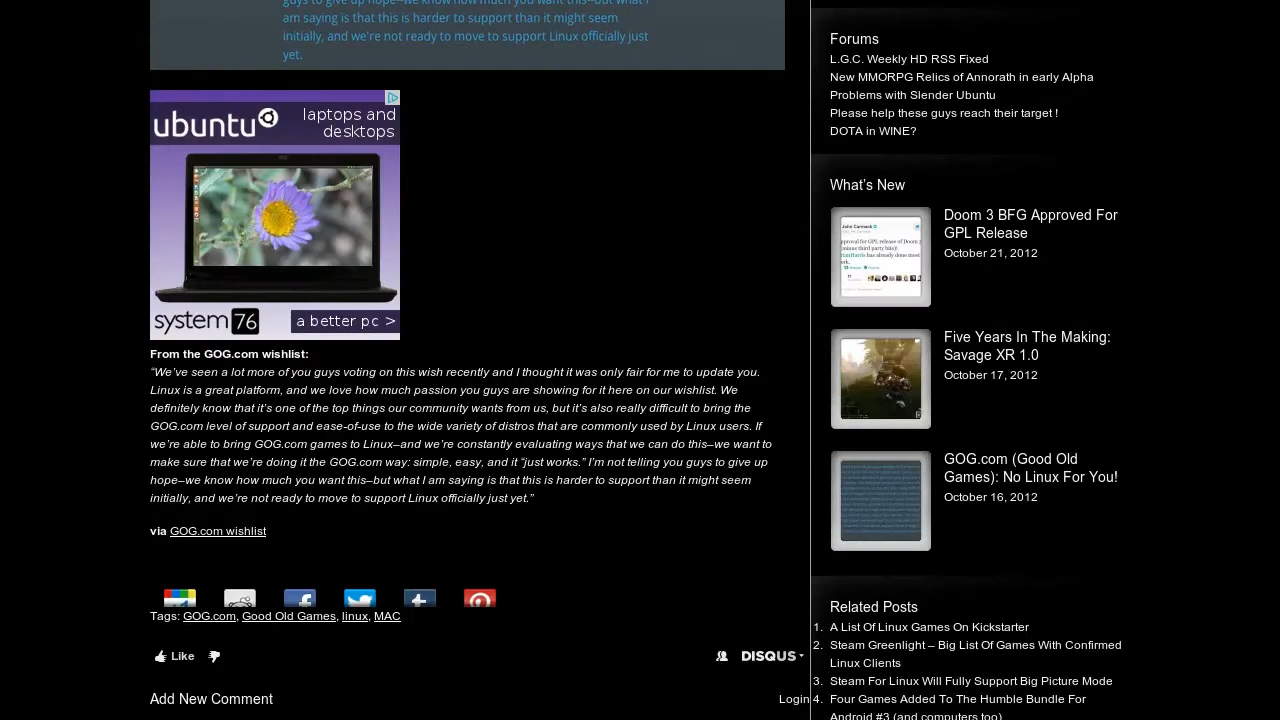 guys to give up hope--we know how much you want this--but what I
am saying is that this is harder to support than it might seem
initially, and we're not ready to move to support Linux officially just
yet.
ubuntu
laptops and
desktops
system76
a better pc >
From the GOG.com wishlist:
“We’ve seen a lot more of you guys voting on this wish recently and I thought it was only fair for me to update you.
Linux is a great platform, and we love how much passion you guys are showing for it here on our wishlist. We
definitely know that it’s one of the top things our community wants from us, but it’s also really difficult to bring the
GOG.com level of support and ease-of-use to the wide variety of distros that are commonly used by Linux users. If
we’re able to bring GOG.com games to Linux–and we’re constantly evaluating ways that we can do this–we want to
make sure that we’re doing it the GOG.com way: simple, easy, and it “just works.” I’m not telling you guys to give up
hope–we know how much you want this–but what I am saying is that this is harder to support than it might seem
initially, and we’re not ready to move to support Linux officially just yet.”
via GOG.com wishlist
Tags: GOG.com, Good Old Games, linux, MAC
Like
DISQUS
Add New Comment
Login
Forums
L.G.C. Weekly HD RSS Fixed
New MMORPG Relics of Annorath in early Alpha
Problems with Slender Ubuntu
Please help these guys reach their target !
DOTA in WINE?
What’s New
John Carmack
Doom 3 BFG Approved For
GPL Release
October 21, 2012
Five Years In The Making:
Savage XR 1.0
October 17, 2012
GOG.com (Good Old
Games): No Linux For You!
October 16, 2012
Related Posts
1. A List Of Linux Games On Kickstarter
2. Steam Greenlight – Big List Of Games With Confirmed
Linux Clients
3. Steam For Linux Will Fully Support Big Picture Mode
4. Four Games Added To The Humble Bundle For
Android #3 (and computers too)